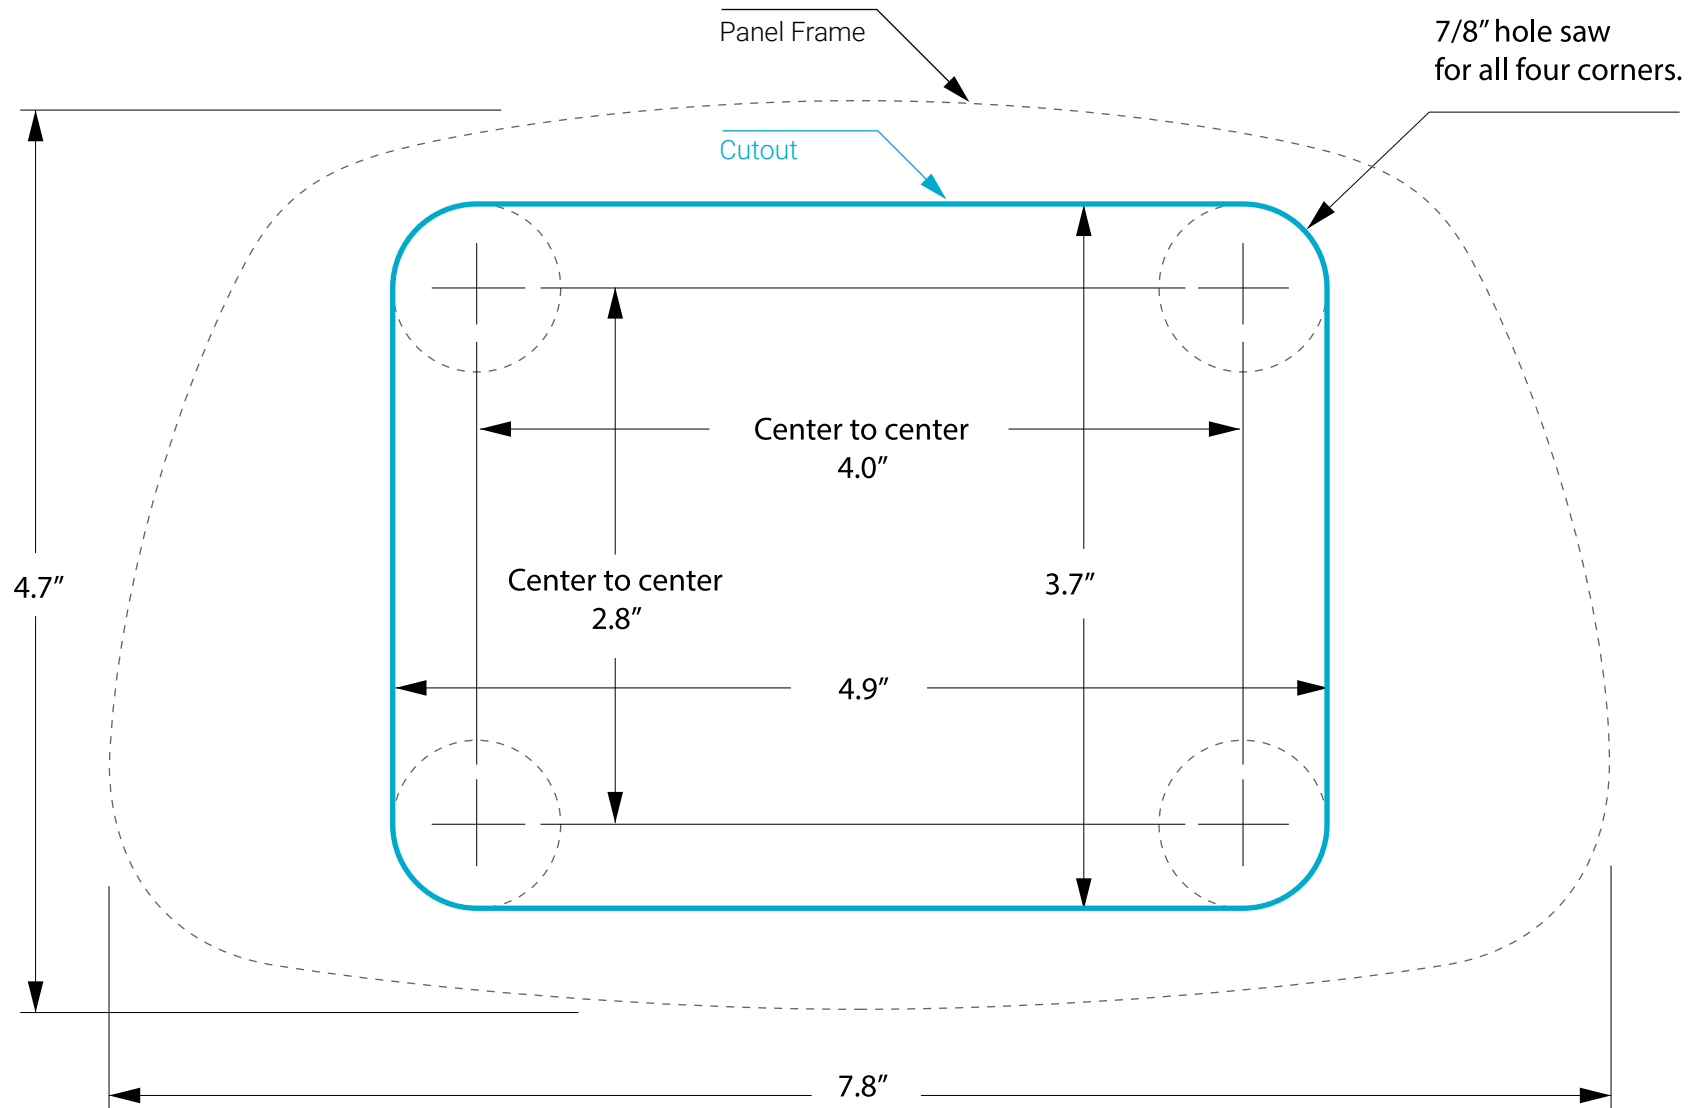 Panel Frame
7/8” hole saw
for all four corners.
Cutout
Center to center
4.0”
4.7”
Center to center
2.8”
3.7”
4.9”
7.8”